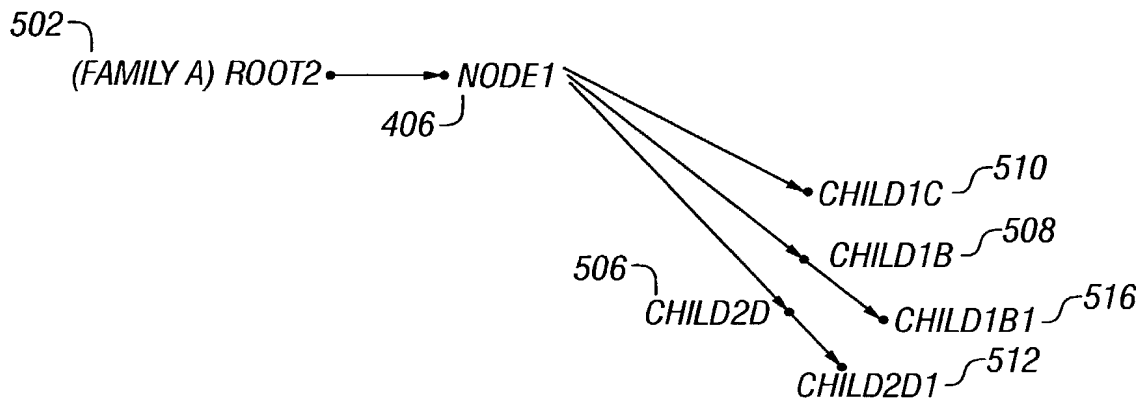 502
(FAMILY A) ROOT2
NODE1
406
CHILD1C
510
CHILD1B
508
506
CHILD2D
CHILD1B1
516
CHILD2D1
512